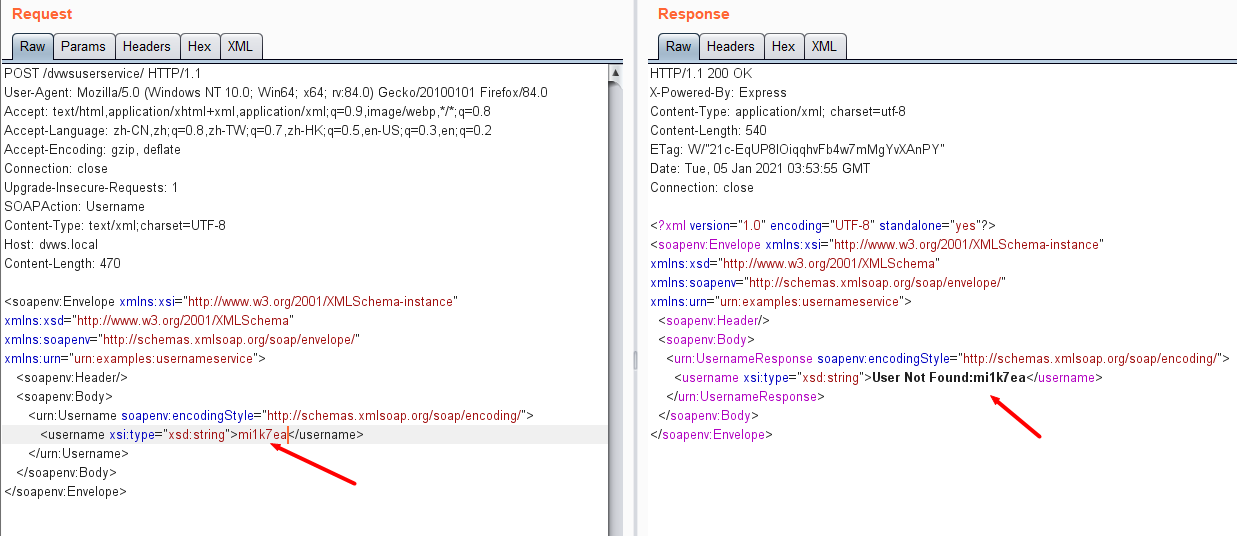 Request
Raw Params Headers Hex XML
POST /dvwsuserservice/ HTTP/1.1
User-Agent: Mozilla/5.0 (Windows NT 10.0; Win64; x64; rv:84.0) Gecko/20100101 Firefox/84.0
Accept: text/html,application/xhtml+xml,application/xml;q=0.9,image/webp,*/*;q=0.8
Accept-Language: zh-CN,zh;q=0.8,zh-TW;q=0.7,zh-HK;q=0.5,en-US;q=0.3,en;q=0.2
Accept-Encoding: gzip, deflate
Connection: close
Upgrade-Insecure-Requests: 1
SOAPAction: Username
Content-Type: text/xml;charset=UTF-8
Host: dvws.local
Content-Length: 470
<soapenv:Envelope xmlns:xsi="http://www.w3.org/2001/XMLSchema-instance"
xmlns:xsd="http://www.w3.org/2001/XMLSchema"
xmlns:soapenv="http://schemas.xmlsoap.org/soap/envelope/"
xmlns:urn="urn:examples:usernameservice">
<soapenv:Header/>
<soapenv:Body>
<urn:Username soapenv:encodingStyle="http://schemas.xmlsoap.org/soap/encoding/">
<username xsi:type="xsd:string">mi1k7ea</username>
</urn:Username>
</soapenv:Body>
</soapenv:Envelope>
Response
Raw Headers Hex XML
HTTP/1.1 200 OK
X-Powered-By: Express
Content-Type: application/xml; charset=utf-8
Content-Length: 540
ETag: W/"21c-EqUP8IOiqqhvFb4w7mMgYvXAnPY"
Date: Tue, 05 Jan 2021 03:53:55 GMT
Connection: close
<?xml version="1.0" encoding="UTF-8" standalone="yes"?>
<soapenv:Envelope xmlns:xsi="http://www.w3.org/2001/XMLSchema-instance"
xmlns:xsd="http://www.w3.org/2001/XMLSchema"
xmlns:soapenv="http://schemas.xmlsoap.org/soap/envelope/"
xmlns:urn="urn:examples:usernameservice">
<soapenv:Header/>
<soapenv:Body>
<urn:UsernameResponse soapenv:encodingStyle="http://schemas.xmlsoap.org/soap/encoding/">
<username xsi:type="xsd:string">User Not Found:mi1k7ea</username>
</urn:UsernameResponse>
</soapenv:Body>
</soapenv:Envelope>